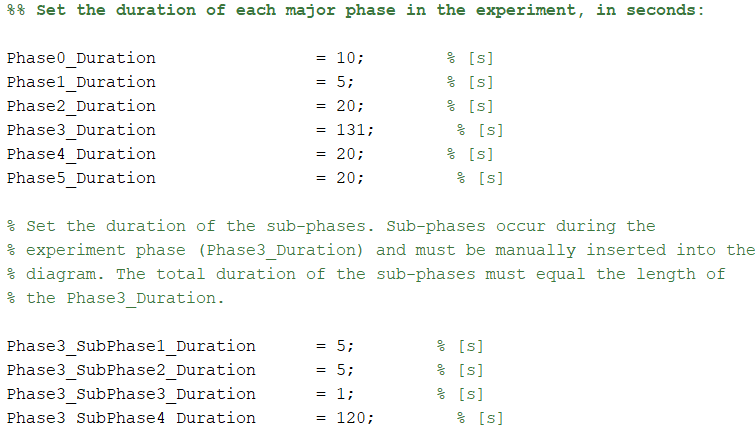 %% Set the duration of each major phase in the experiment, in seconds:
Phase0_Duration = 10; % [s]
Phase1_Duration = 5; % [s]
Phase2_Duration = 20; % [s]
Phase3_Duration = 131; % [s]
Phase4_Duration = 20; % [s]
Phase5_Duration = 20; % [s]
% Set the duration of the sub-phases. Sub-phases occur during the
% experiment phase (Phase3_Duration) and must be manually inserted into the
% diagram. The total duration of the sub-phases must equal the length of
% the Phase3_Duration.
Phase3_SubPhase1_Duration = 5; % [s]
Phase3_SubPhase2_Duration = 5; % [s]
Phase3_SubPhase3_Duration = 1; % [s]
Phase3_SubPhase4_Duration = 120; % [s]